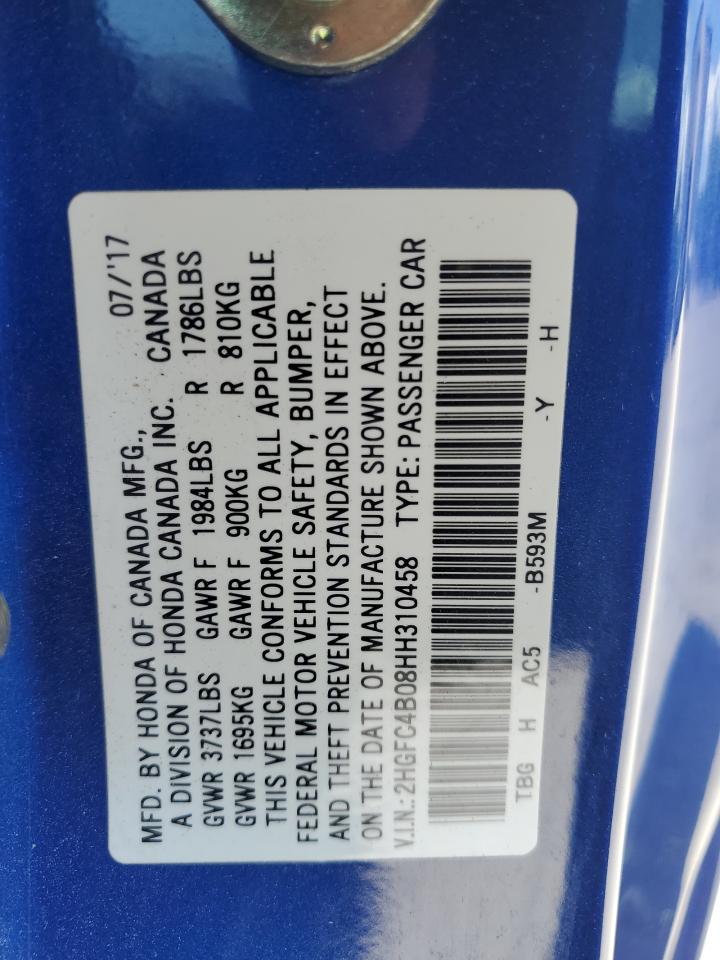 MFD. BY HONDA OF CANADA MFG., 07/'17
A DIVISION OF HONDA CANADA INC. CANADA
GVWR 3737LBS GAWR F 1984LBS R 1786LBS
GVWR 1695KG GAWR F 900KG R 810KG
THIS VEHICLE CONFORMS TO ALL APPLICABLE
FEDERAL MOTOR VEHICLE SAFETY, BUMPER,
AND THEFT PREVENTION STANDARDS IN EFFECT
ON THE DATE OF MANUFACTURE SHOWN ABOVE.
V.I.N.: 2HGFC4B08HH310458 TYPE: PASSENGER CAR
TBG H AC5 -B593M -Y -H